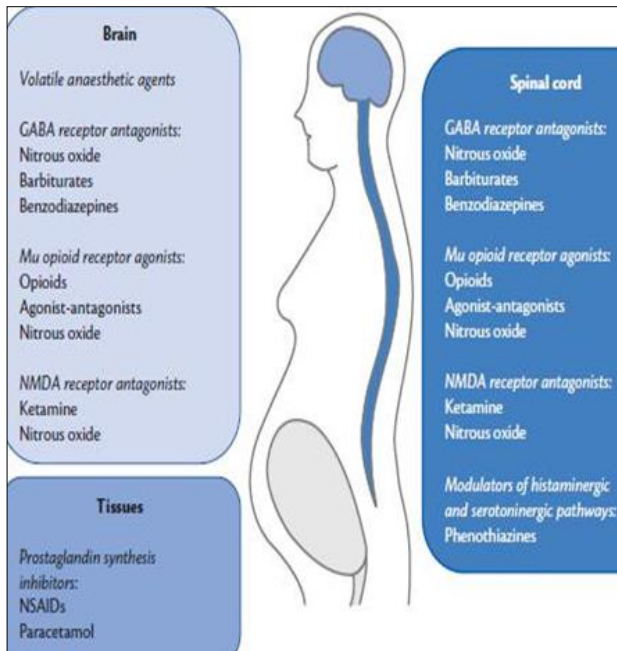 Brain
Volatile anaesthetic agents
GABA receptor antagonists:
Nitrous oxide
Barbiturates
Benzodiazepines
Mu opioid receptor agonists:
Opioids
Agonist-antagonists
Nitrous oxide
NMDA receptor antagonists:
Ketamine
Nitrous oxide
Tissues
Prostaglandin synthesis
inhibitors:
NSAIDs
Paracetamol
Spinal cord
GABA receptor antagonists:
Nitrous oxide
Barbiturates
Benzodiazepines
Mu opioid receptor agonists:
Opioids
Agonist-antagonists
Nitrous oxide
NMDA receptor antagonists:
Ketamine
Nitrous oxide
Modulators of histaminergic
and serotoninergic pathways:
Phenothiazines